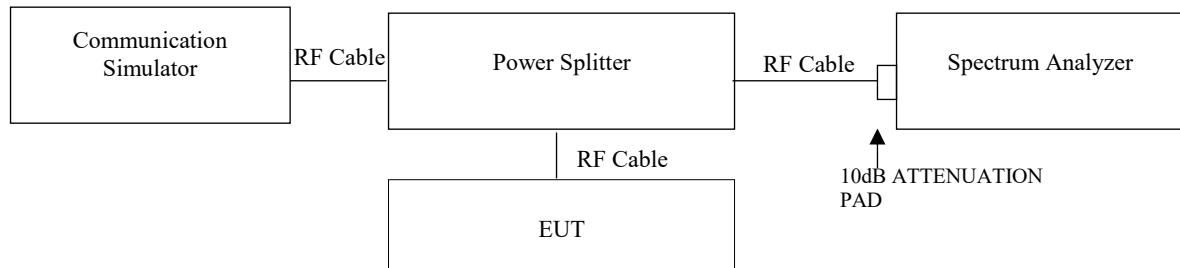 Communication
Simulator
RF Cable
Power Splitter
RF Cable
Spectrum Analyzer
RF Cable
10dB ATTENUATION
PAD
EUT